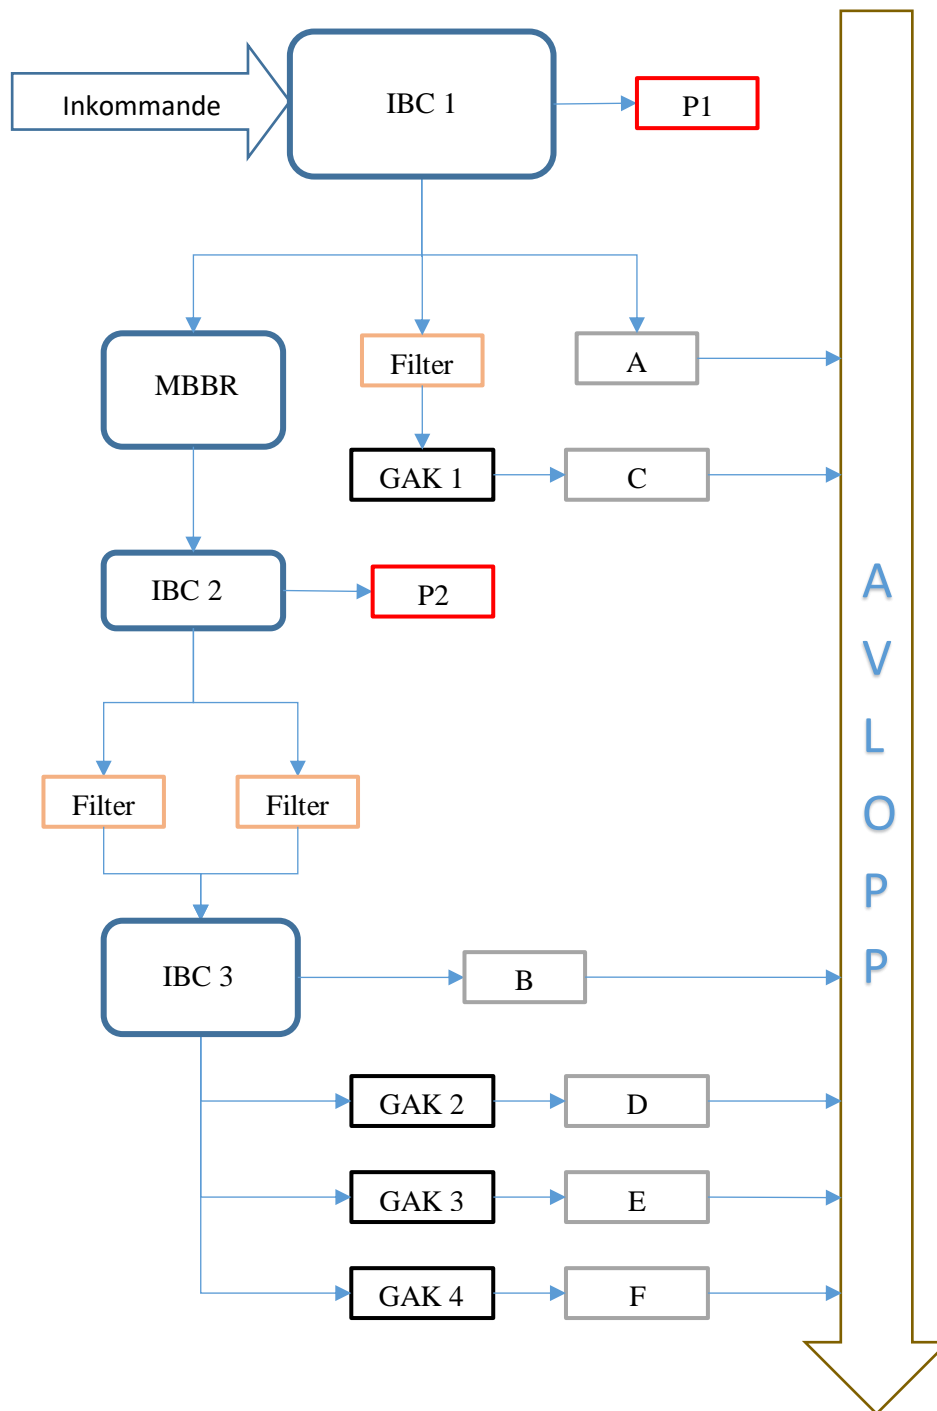 Inkommande
IBC 1
P1
MBBR
Filter
A
GAK 1
C
IBC 2
P2
Filter
Filter
IBC 3
B
GAK 2
D
GAK 3
E
GAK 4
F
A
V
L
O
P
P